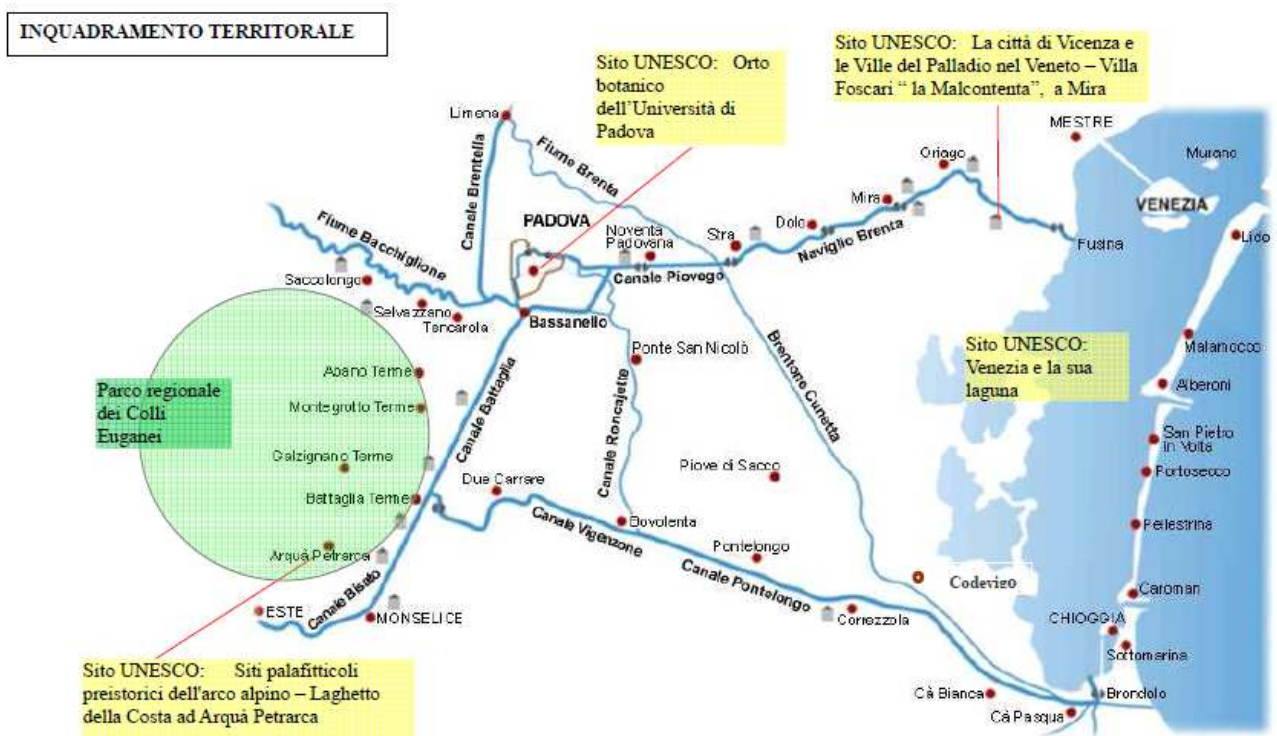 INQUADRAMENTO TERRITORALE
Sito UNESCO: Orto
botanico
dell'Università di
Padova
Sito UNESCO: La città di Vicenza e
le Ville del Palladio nel Veneto – Villa
Foscari “ la Malcontenta”, a Mira
Limena
MESTRE
Murano
Canale Brentella
Fiume Brenta
Oriago
Mira
VENEZIA
Fiume Bacchiglione
PADOVA
Noventa
Padovana
Stra
Dolo
Naviglio Brenta
Fusina
Lido
Saccolongo
Canale Piovego
Selvazzano
Tencarola
Bassanello
Malamocco
Ponte San Nicolò
Brentone Cunetta
Sito UNESCO:
Venezia e la sua
laguna
Parco regionale
dei Colli
Euganei
Abano Terme
Alberoni
Montegrotto Terme
Canale Battaglia
Canale Roncajette
San Pietro
in Volta
Galzignano Terme
Piove di Sacco
Portosecco
Battaglia Terme
Due Carrare
Canale Vigenzone
Bovolenta
Pellestrina
Arquà Petrarca
Pontelongo
Canale Pontelongo
Codevigo
Caroman
Canale Bisato
ESTE
MONSELICE
Correzzola
CHIOGGIA
Sottomarina
Sito UNESCO: Siti palafitticoli
preistorici dell'arco alpino – Laghetto
della Costa ad Arquà Petrarca
Cà Bianca
Brondolo
Cà Pasqua